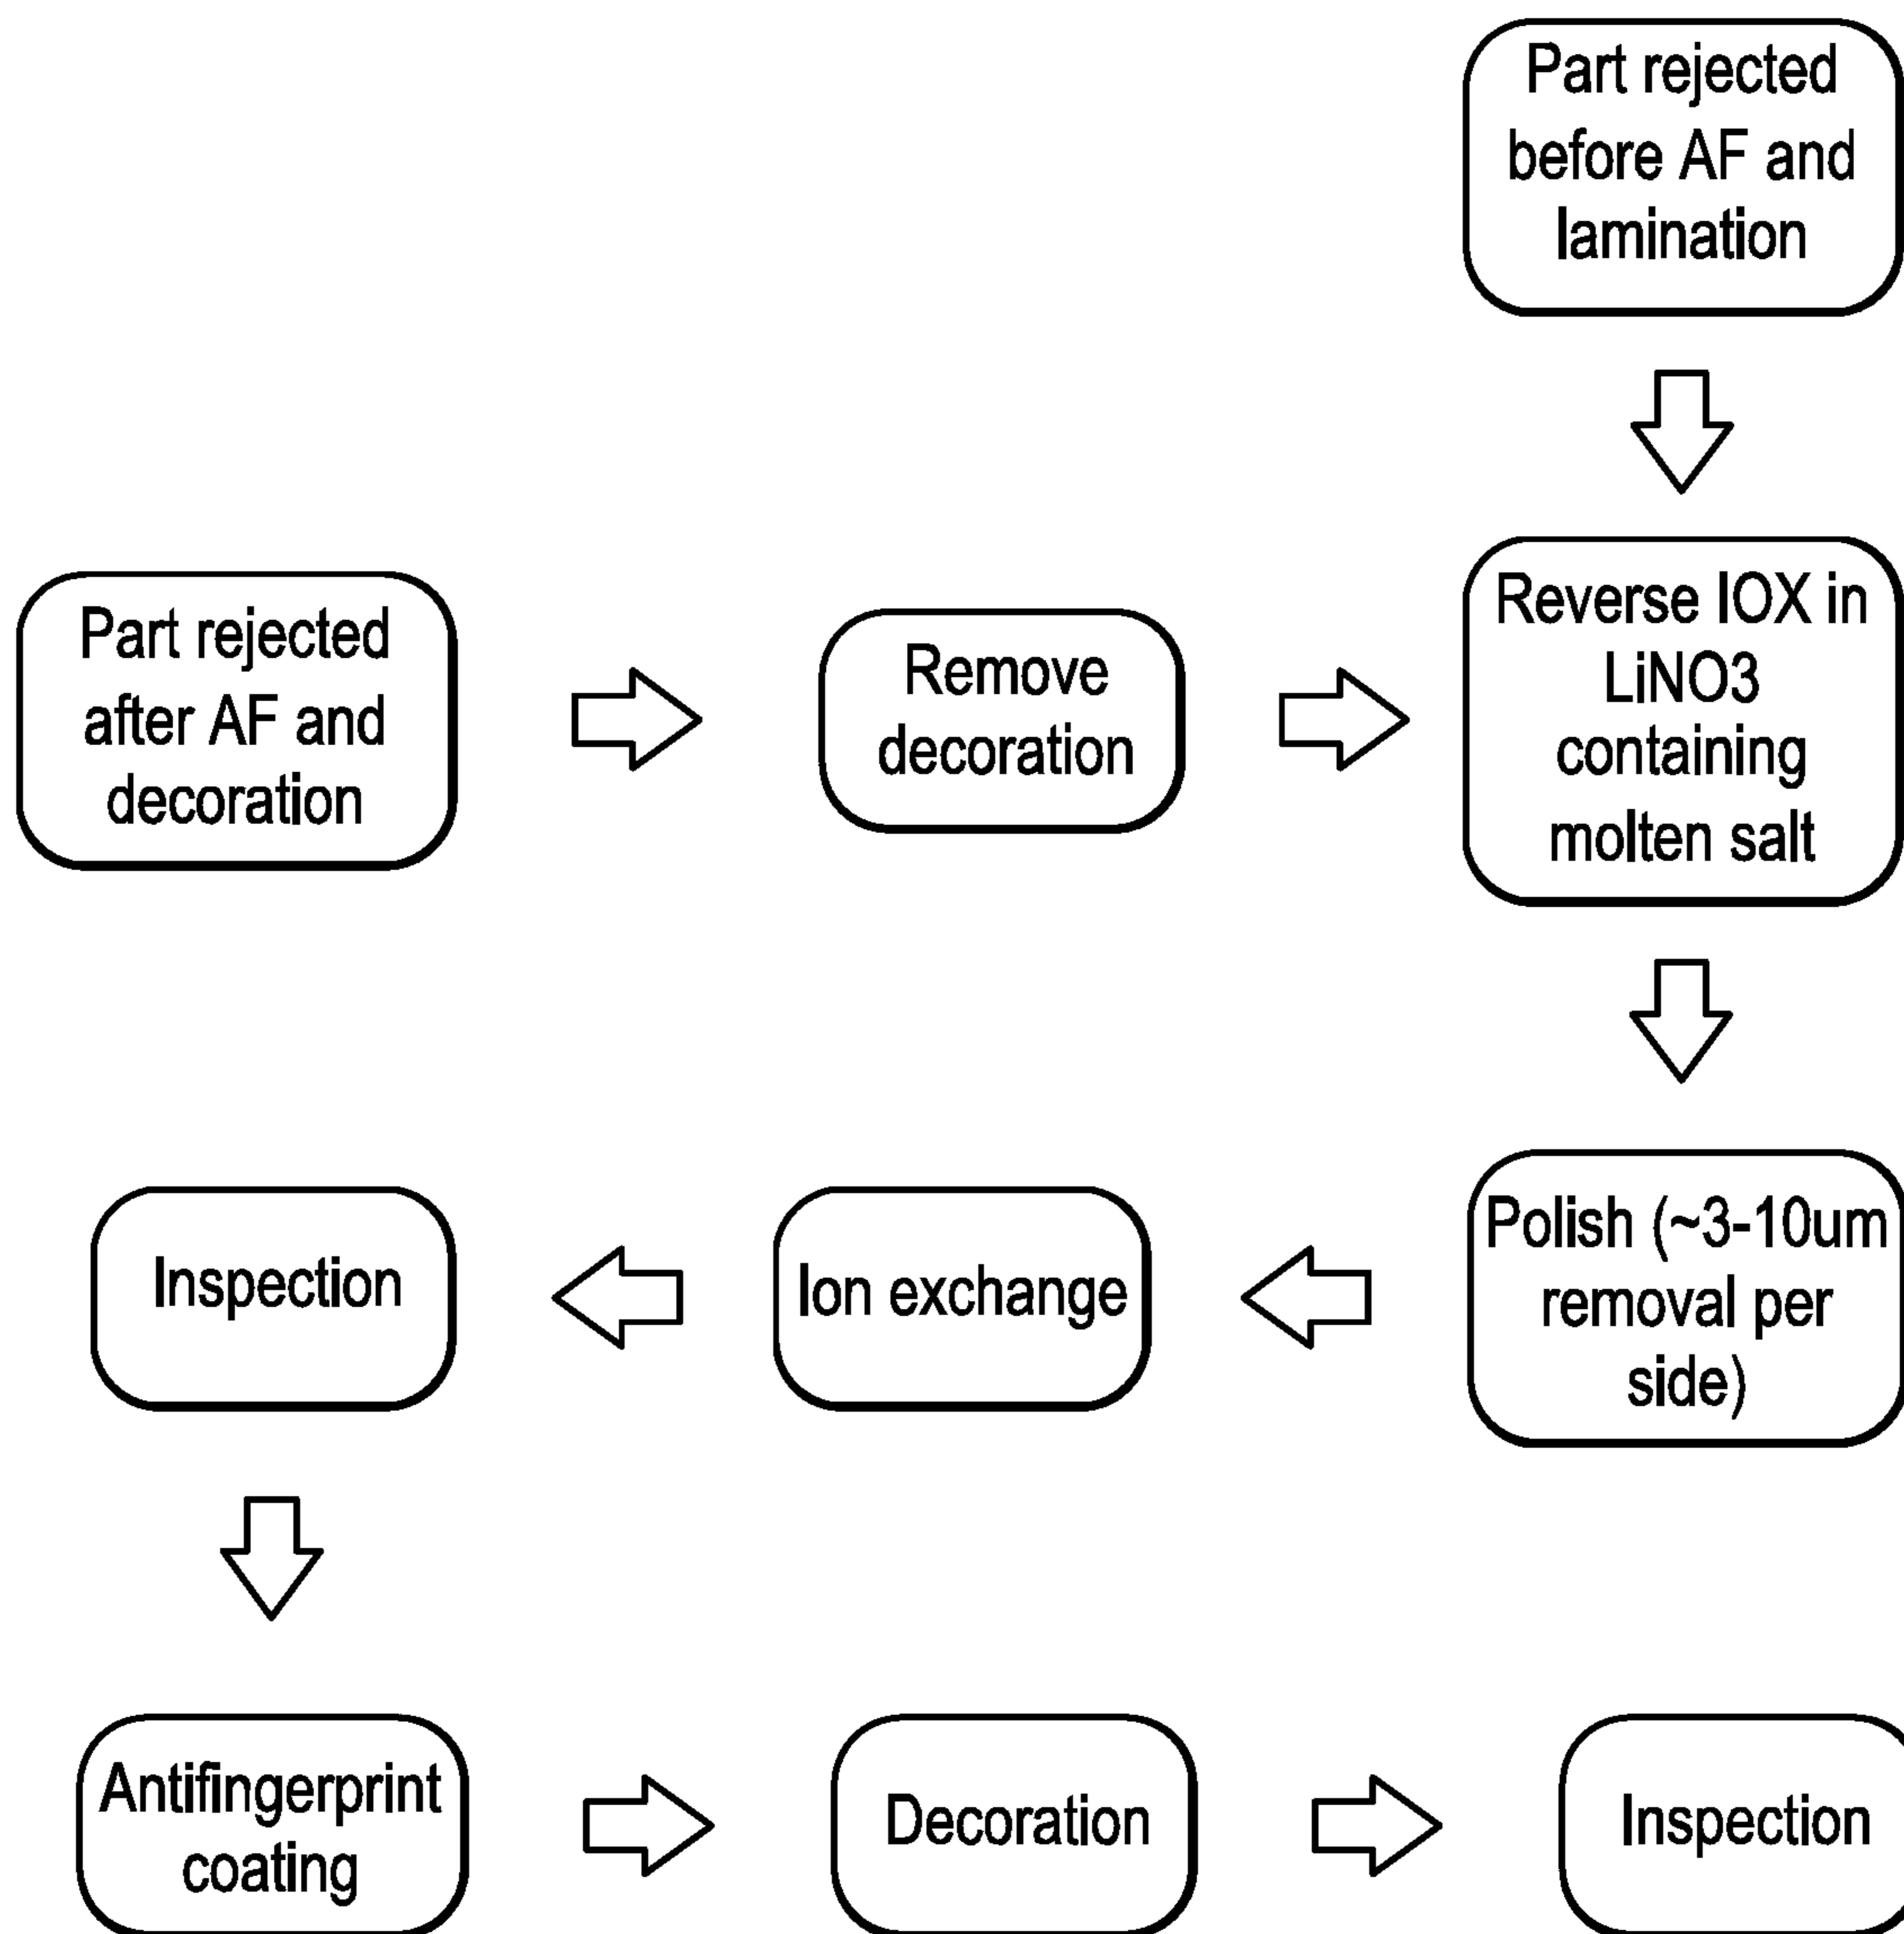 Part rejected
before AF and
lamination
Part rejected
after AF and
decoration
Remove
decoration
Reverse IOX in
LiNO3
containing
molten salt
Polish (~3-10um
removal per
side)
Ion exchange
Inspection
Antifingerprint
coating
Decoration
Inspection